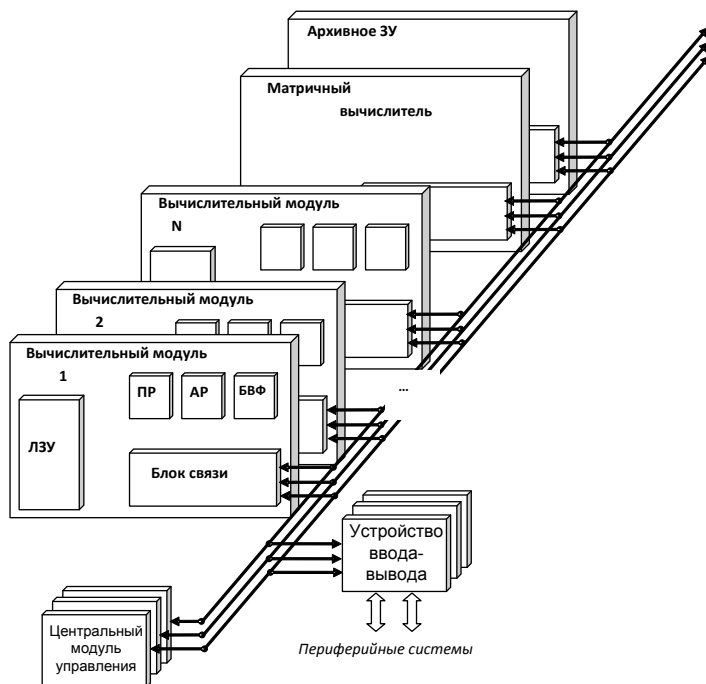 Архивное ЗУ
Матричный
вычислитель
Вычислительный модуль
N
Вычислительный модуль
2
Вычислительный модуль
1
ПР
АР
БВФ
ЛЗУ
Блок связи
...
Устройство
ввода-
вывода
Центральный
модуль
управления
Периферийные системы